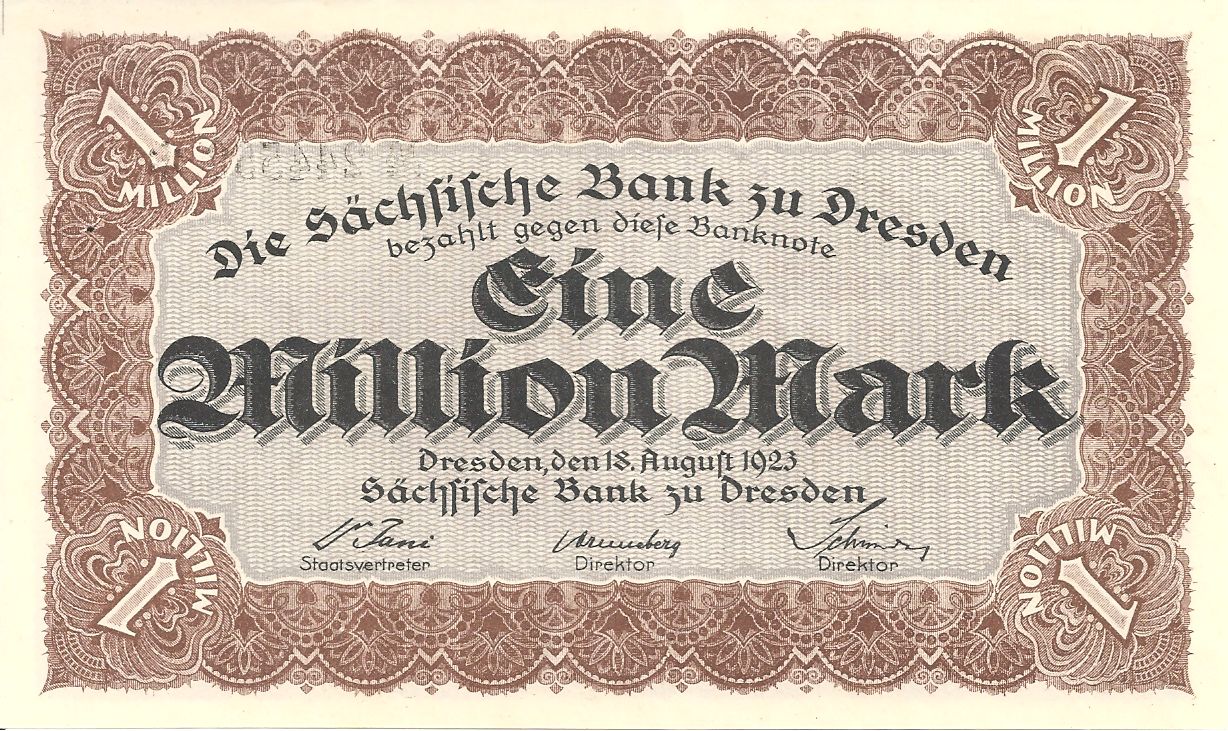 1 MILLION
1 MILLION
Die Sächsische Bank zu Dresden
bezahlt gegen diese Banknote
Eine
Million Mark
Dresden, den 18. August 1923
Sächsische Bank zu Dresden
Staatsvertreter
Direktor
Direktor
1 MILLION
1 MILLION